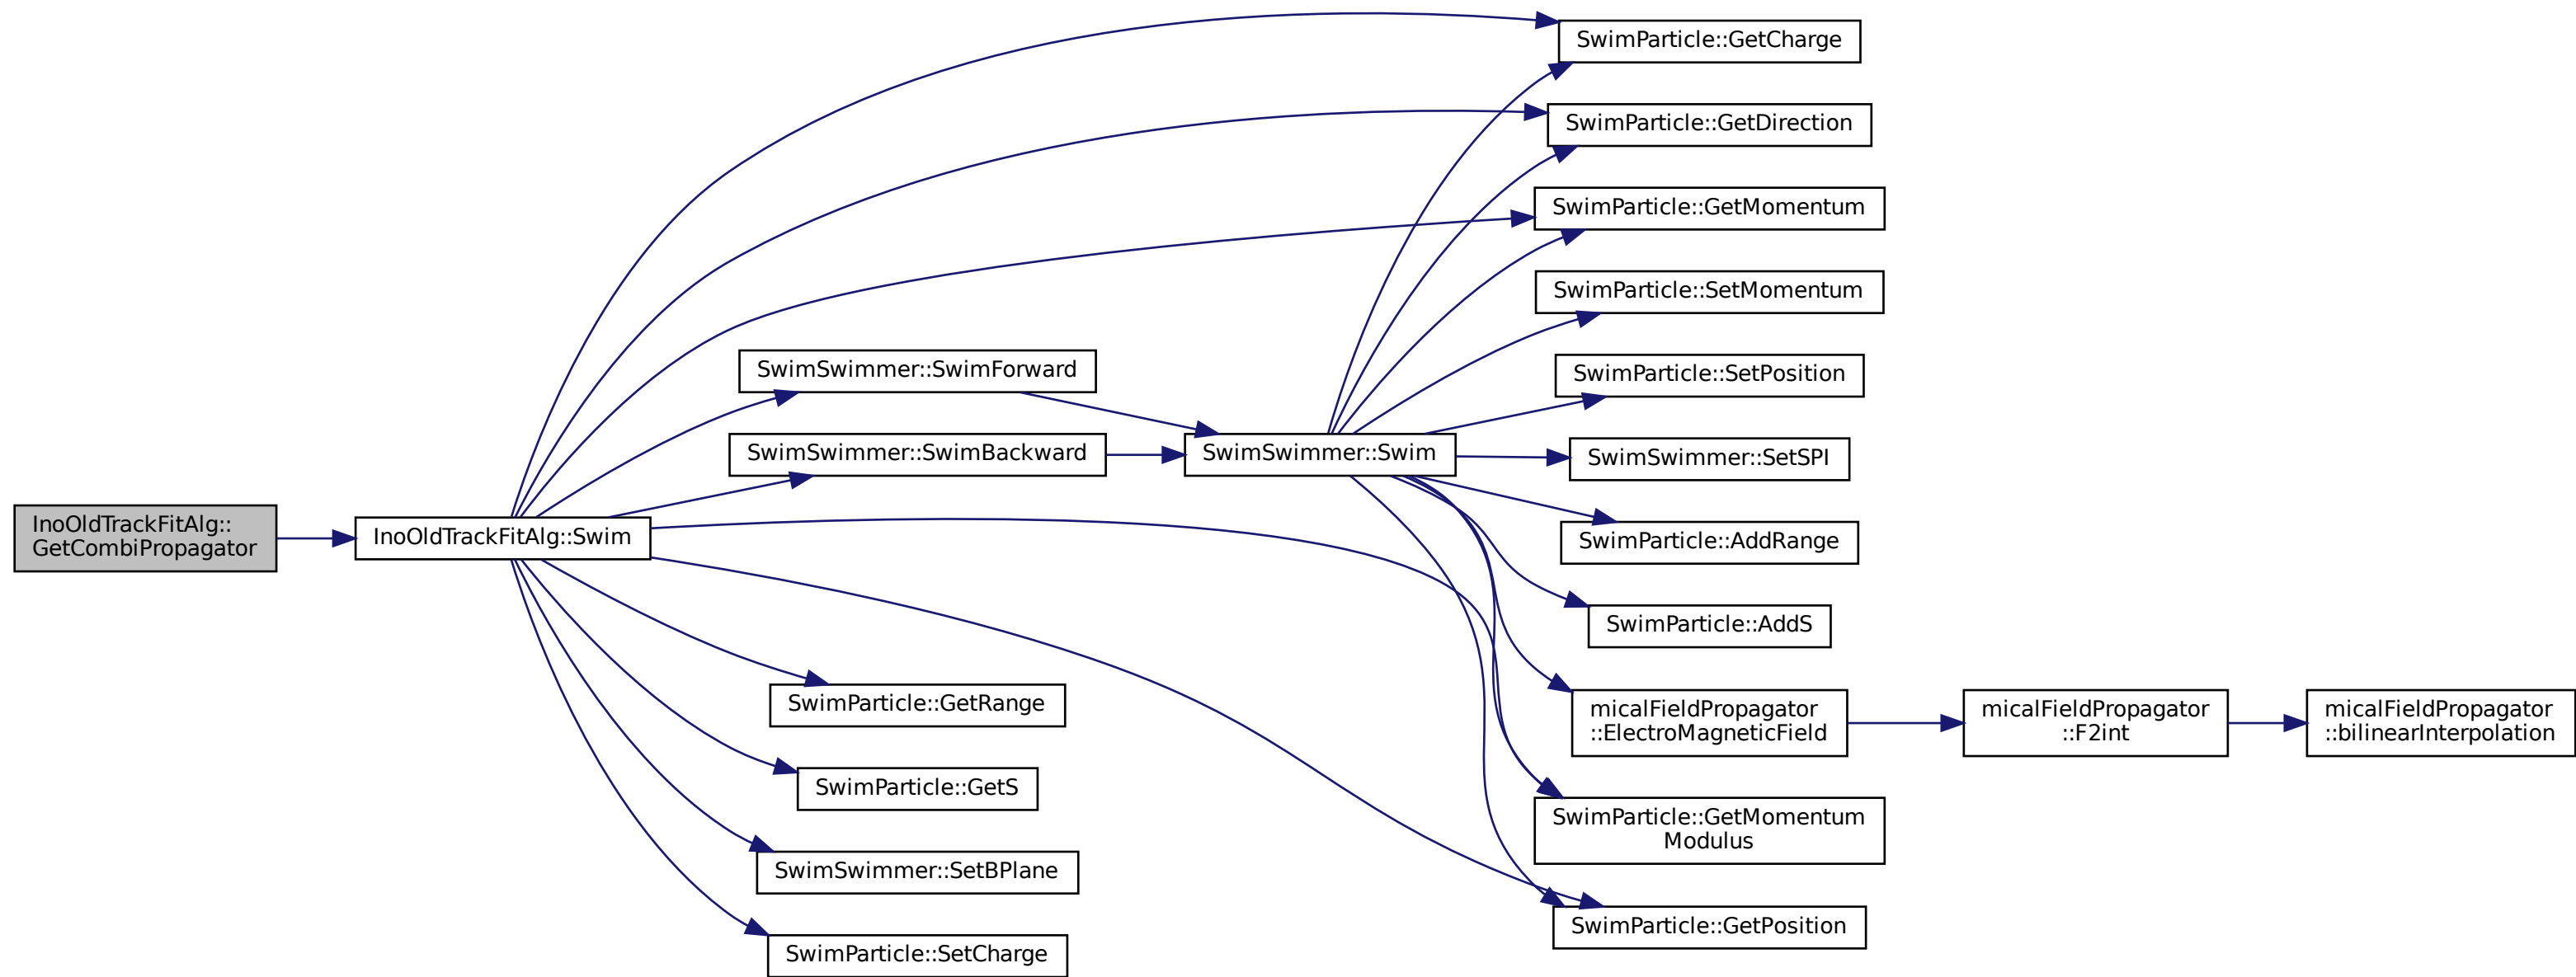 InoOldTrackFitAlg::
GetCombiPropagator
InoOldTrackFitAlg::Swim
SwimSwimmer::SwimForward
SwimSwimmer::SwimBackward
SwimParticle::GetRange
SwimParticle::GetS
SwimSwimmer::SetBPlane
SwimParticle::SetCharge
SwimSwimmer::Swim
SwimParticle::GetCharge
SwimParticle::GetDirection
SwimParticle::GetMomentum
SwimParticle::SetMomentum
SwimParticle::SetPosition
SwimSwimmer::SetSPI
SwimParticle::AddRange
SwimParticle::AddS
micalFieldPropagator
::ElectroMagneticField
SwimParticle::GetMomentum
Modulus
SwimParticle::GetPosition
micalFieldPropagator
::F2int
micalFieldPropagator
::bilinearInterpolation